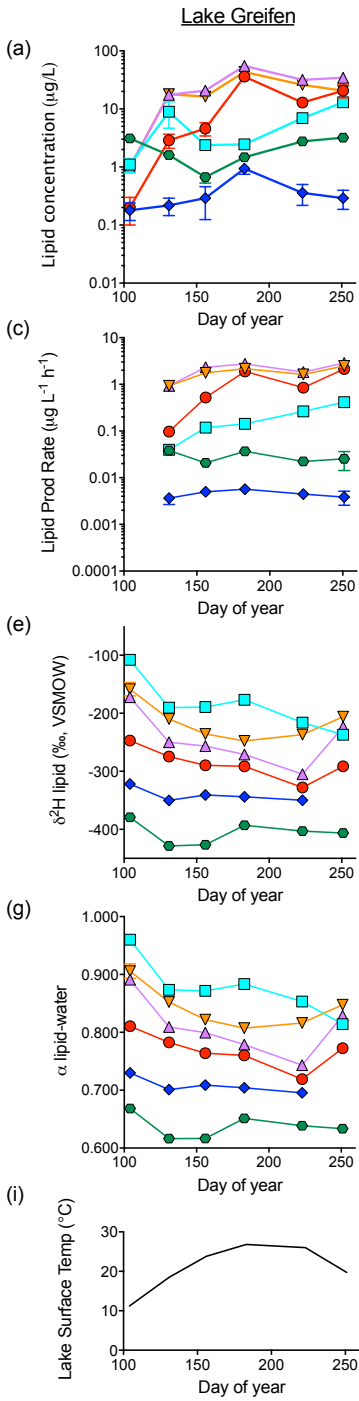 Lake Greifen
(a)
Lipid concentration (μg/L)
100
10
1
0.1
0.01
100 150 200 250
Day of year
(c)
Lipid Prod Rate (μg L⁻¹ h⁻¹)
10
1
0.1
0.01
0.001
0.0001
100 150 200 250
Day of year
(e)
δ²H lipid (‰, VSMOW)
-100
-200
-300
-400
100 150 200 250
Day of year
(g)
α lipid-water
1.000
0.900
0.800
0.700
0.600
100 150 200 250
Day of year
(i)
Lake Surface Temp (°C)
30
20
10
0
100 150 200 250
Day of year